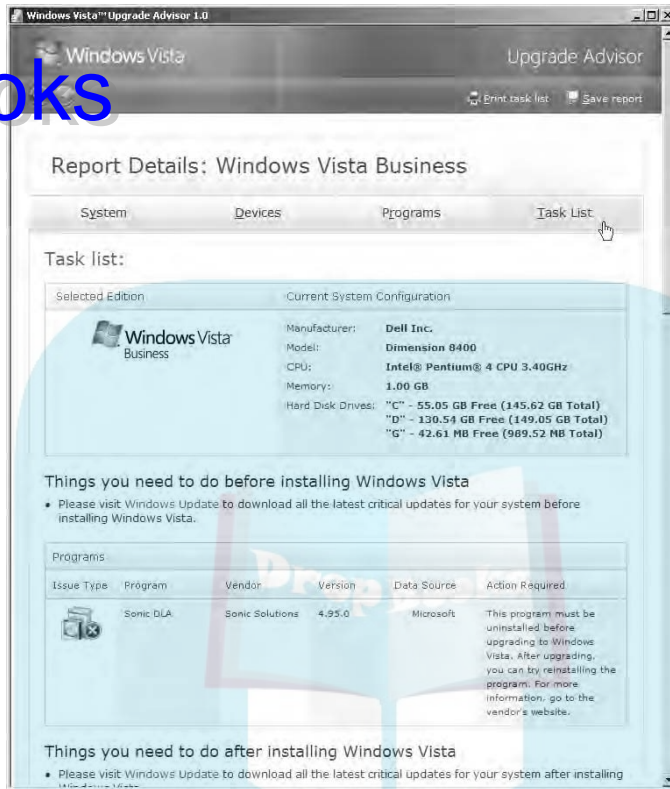 Windows Vista™ Upgrade Advisor 1.0
Windows Vista
Upgrade Advisor
oks
Print task list
Save report
Report Details: Windows Vista Business
System
Devices
Programs
Task List
Task list:
Selected Edition
Current System Configuration
Windows Vista™
Business
Manufacturer: Dell Inc.
Model: Dimension 8400
CPU: Intel® Pentium® 4 CPU 3.40GHz
Memory: 1.00 GB
Hard Disk Drives: "C" - 55.05 GB Free (145.62 GB Total)
"D" - 130.54 GB Free (149.05 GB Total)
"G" - 42.61 MB Free (989.52 MB Total)
Things you need to do before installing Windows Vista
• Please visit Windows Update to download all the latest critical updates for your system before
installing Windows Vista.
Programs
Issue Type Program Vendor Version Data Source Action Required
Sonic DLA Sonic Solutions 4.95.0 Microsoft This program must be
uninstalled before
upgrading to Windows
Vista. After upgrading,
you can try reinstalling the
program. For more
information, go to the
vendor's website.
DropBooks
Things you need to do after installing Windows Vista
• Please visit Windows Update to download all the latest critical updates for your system after installing
Windows Vista